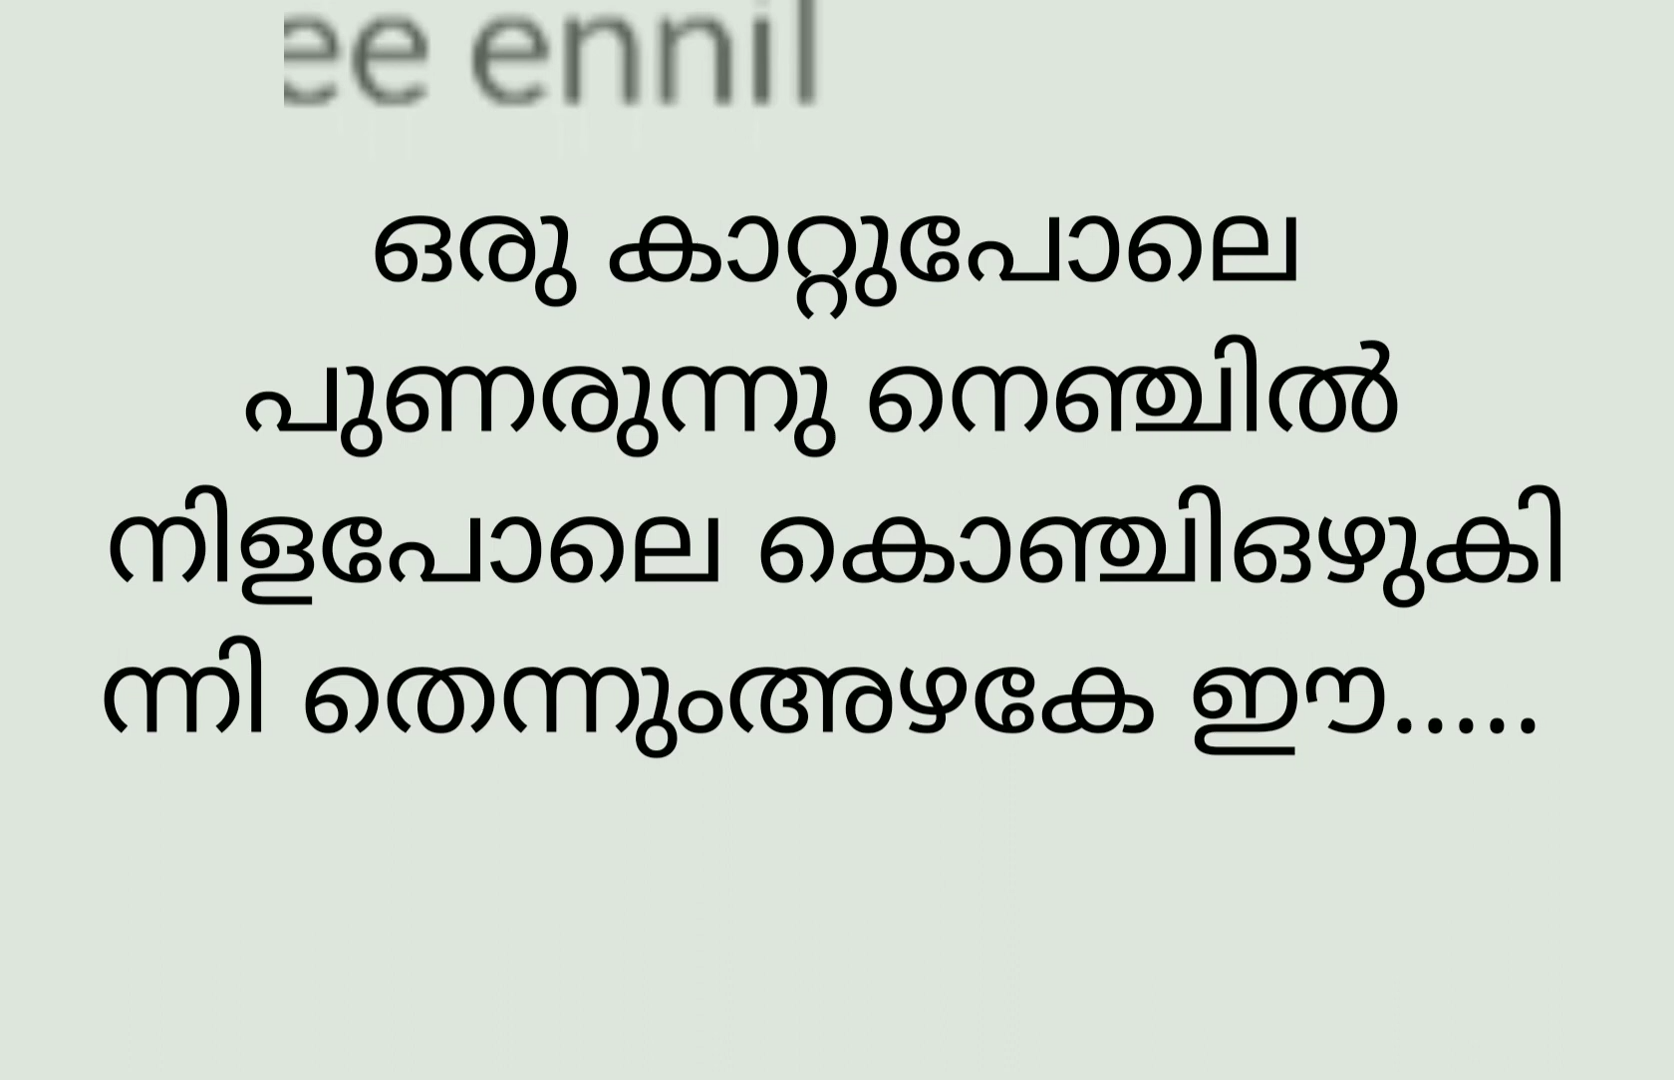 ee ennil
ഒരു കാറ്റുപോലെ
പുണരുന്നു നെഞ്ചിൽ
നിളപോലെ കൊഞ്ചിഒഴുകി
ന്നി തെന്നുംഅഴകേ ഈ.....